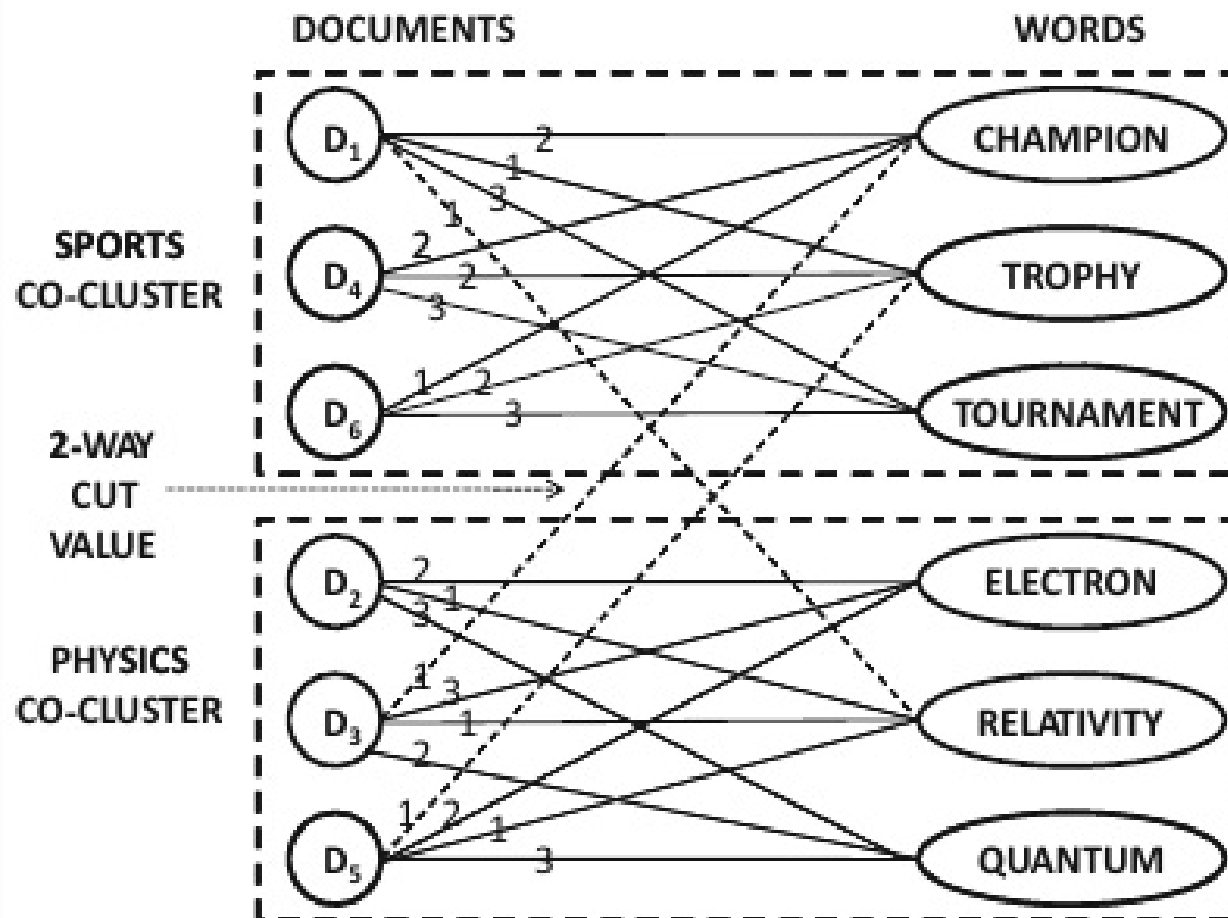 DOCUMENTS WORDS
D1 2 CHAMPION
1
3
1
SPORTS
CO-CLUSTER
2
D4 2 TROPHY
3
1 2
D6 3 TOURNAMENT
2-WAY
CUT
VALUE
2
D2 1 ELECTRON
3
PHYSICS
CO-CLUSTER
1 3
D3 1 RELATIVITY
2
1 2
1
D5 3 QUANTUM